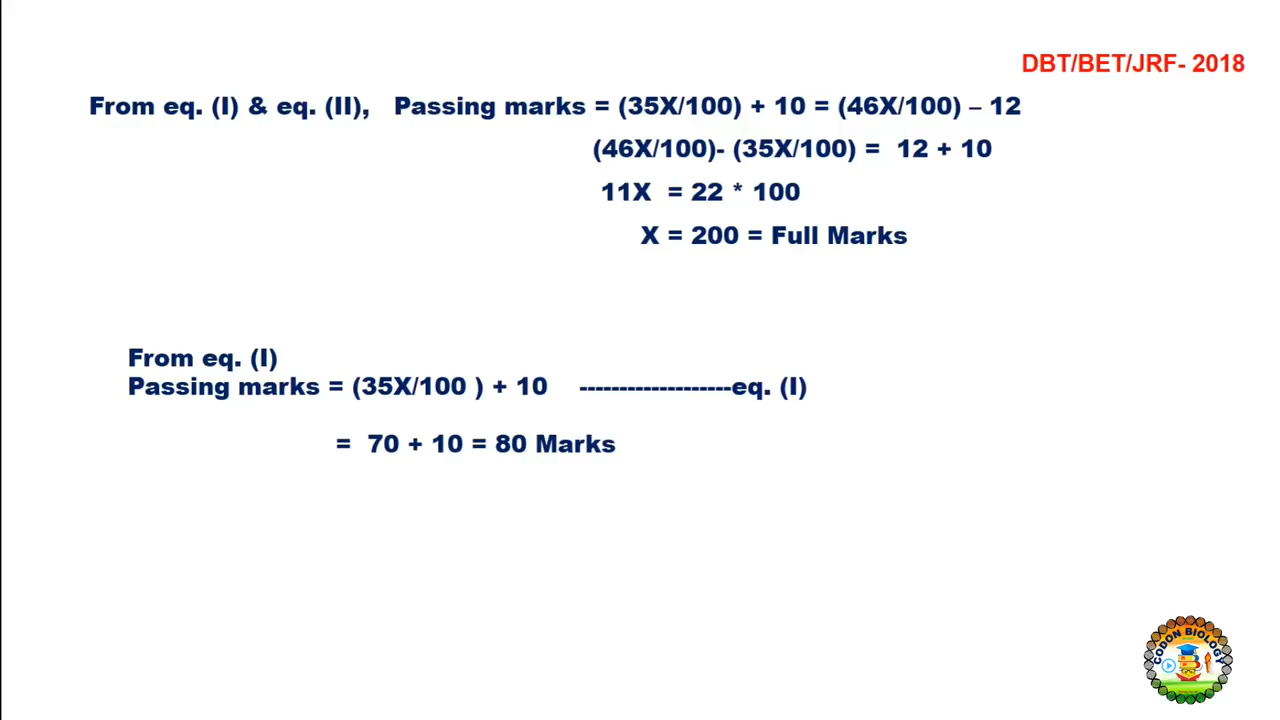 DBT/BET/JRF- 2018
From eq. (I) & eq. (II), Passing marks = (35X/100) + 10 = (46X/100) – 12
(46X/100)- (35X/100) = 12 + 10
11X = 22 * 100
X = 200 = Full Marks
From eq. (I)
Passing marks = (35X/100 ) + 10 -------------------eq. (I)
= 70 + 10 = 80 Marks
CODON BIOLOGY